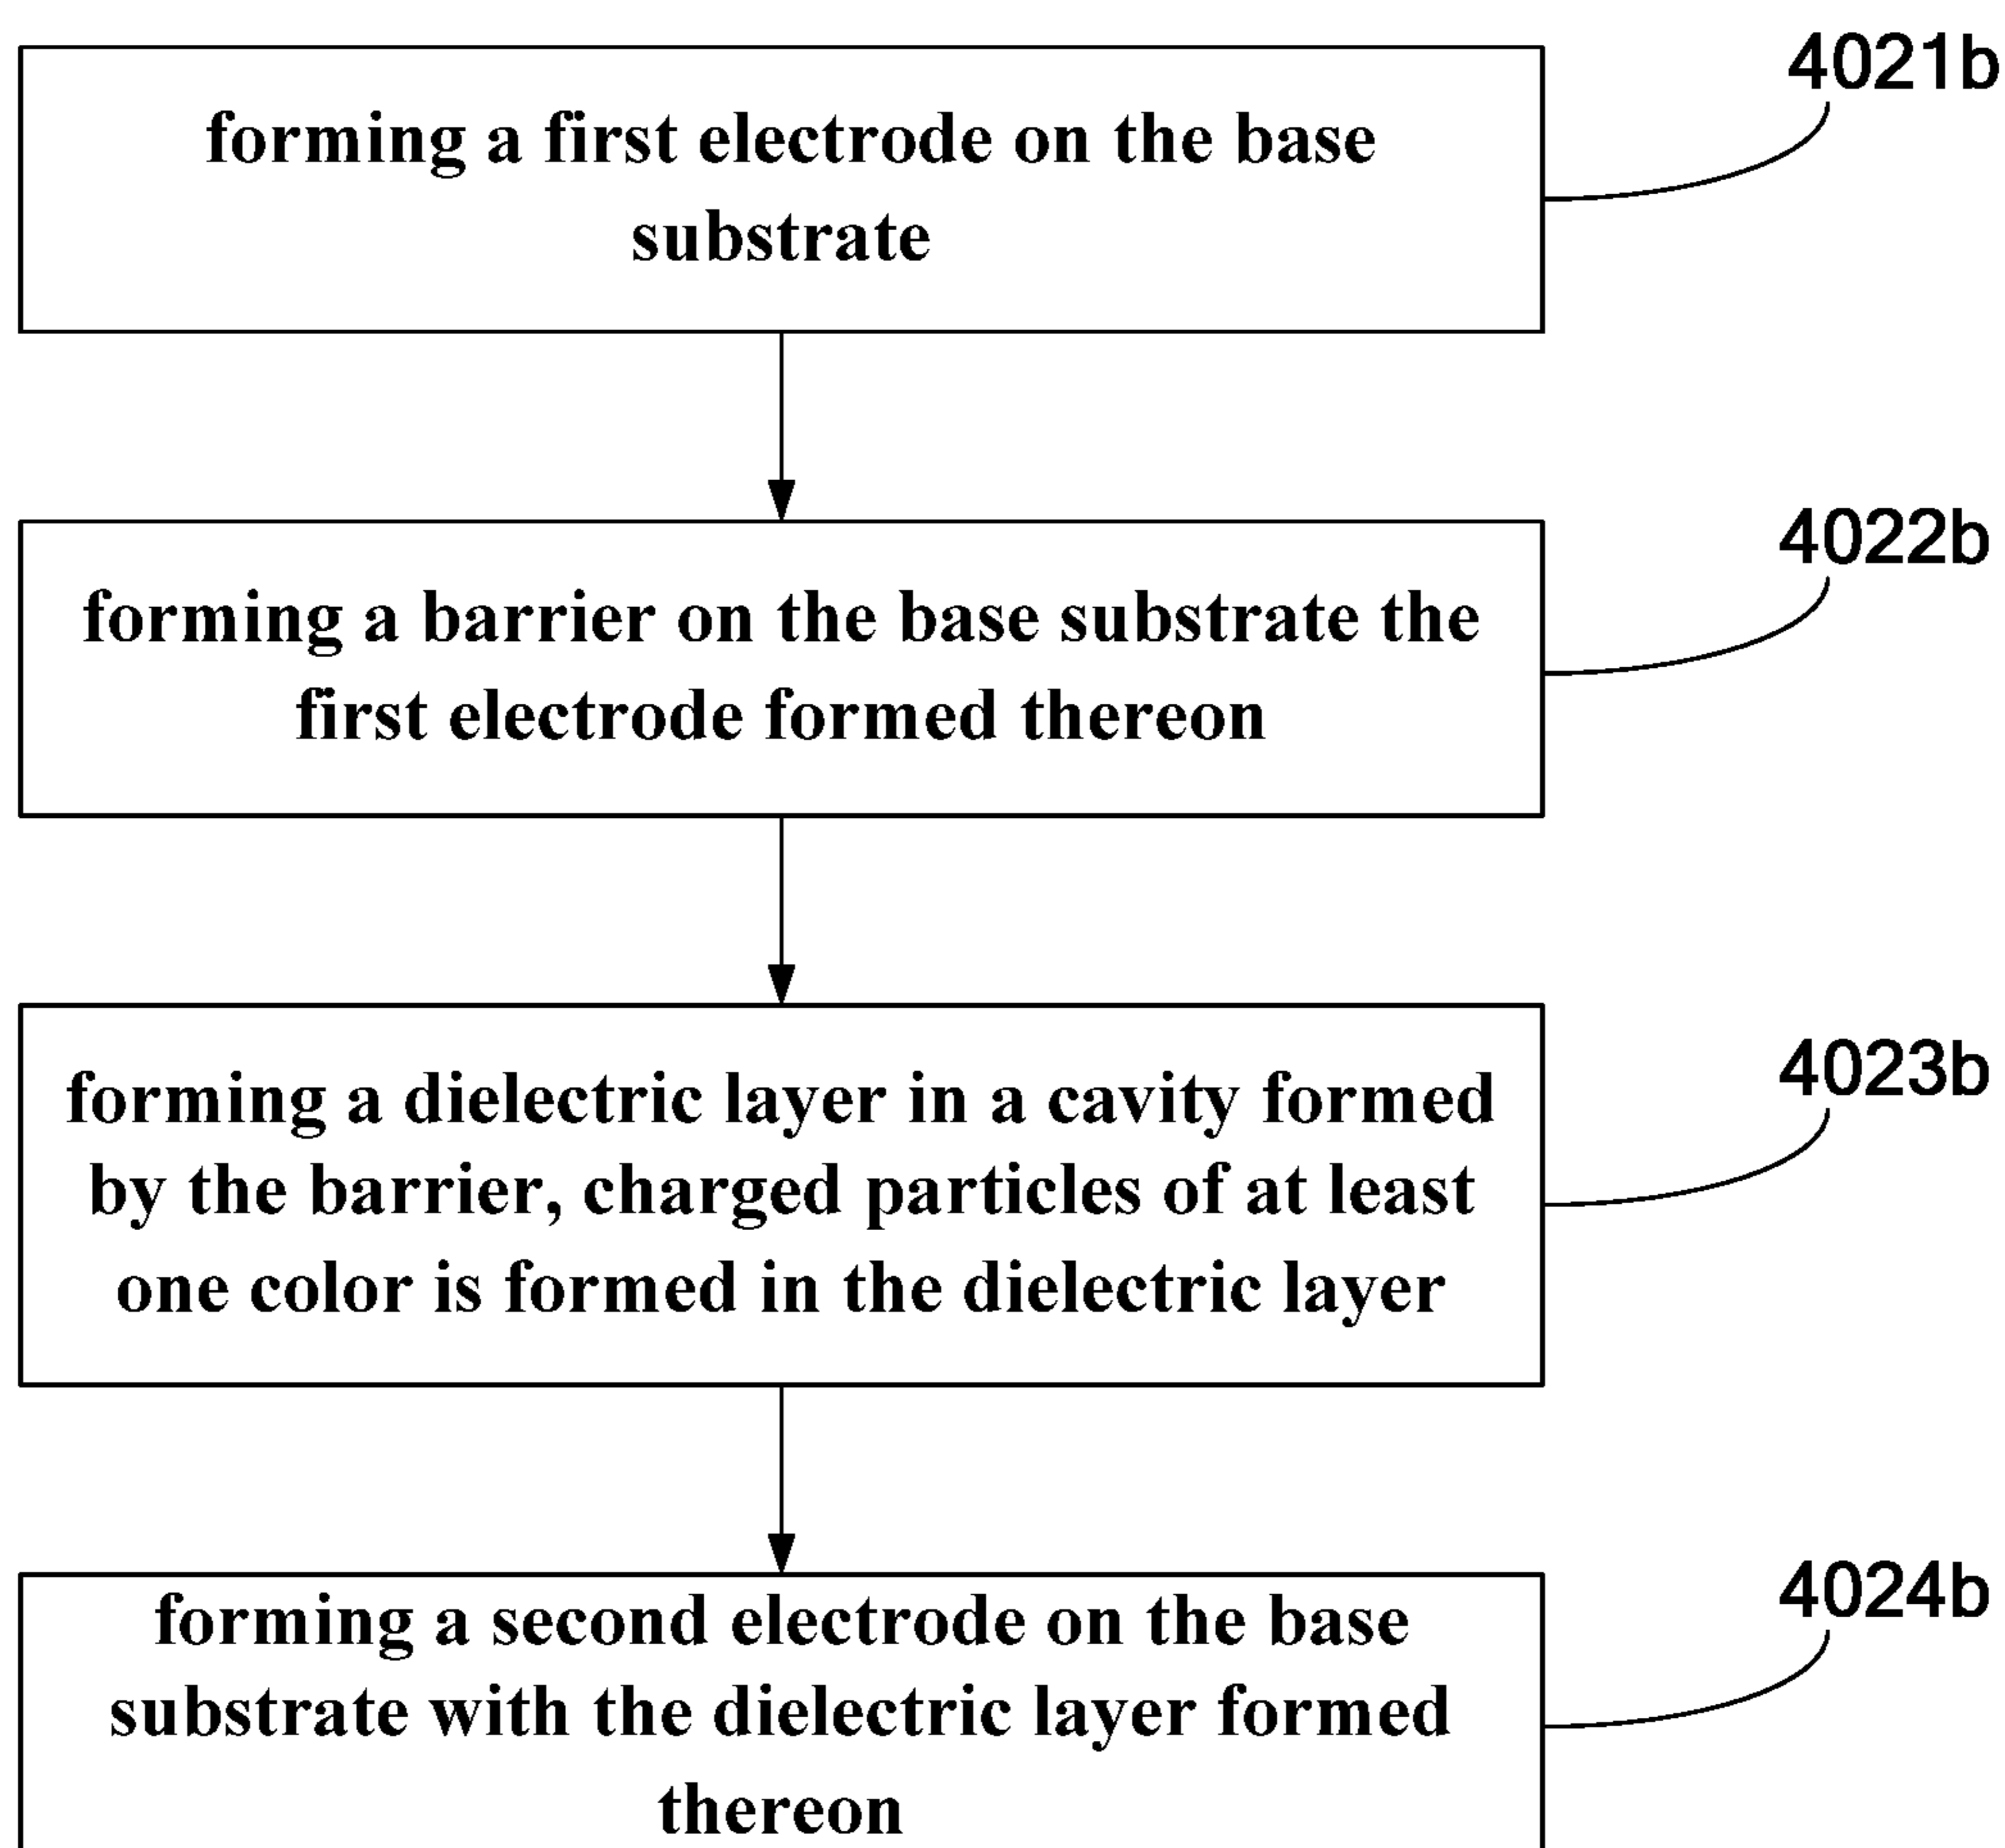 4021b
forming a first electrode on the base
substrate
4022b
forming a barrier on the base substrate the
first electrode formed thereon
4023b
forming a dielectric layer in a cavity formed
by the barrier, charged particles of at least
one color is formed in the dielectric layer
4024b
forming a second electrode on the base
substrate with the dielectric layer formed
thereon